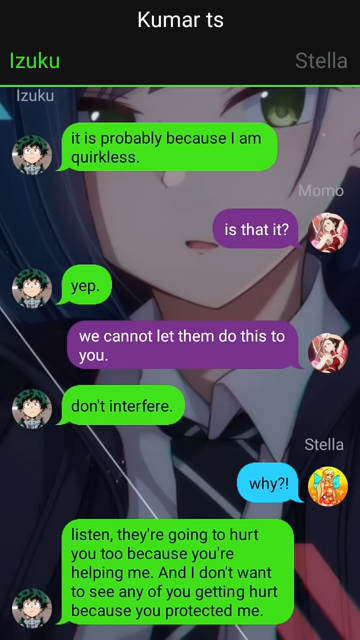 Kumar ts
Izuku
Stella
Izuku
it is probably because I am
quirkless.
Momo
is that it?
yep.
we cannot let them do this to
you.
don't interfere.
Stella
why?!
listen, they're going to hurt
you too because you're
helping me. And I don't want
to see any of you getting hurt
because you protected me.